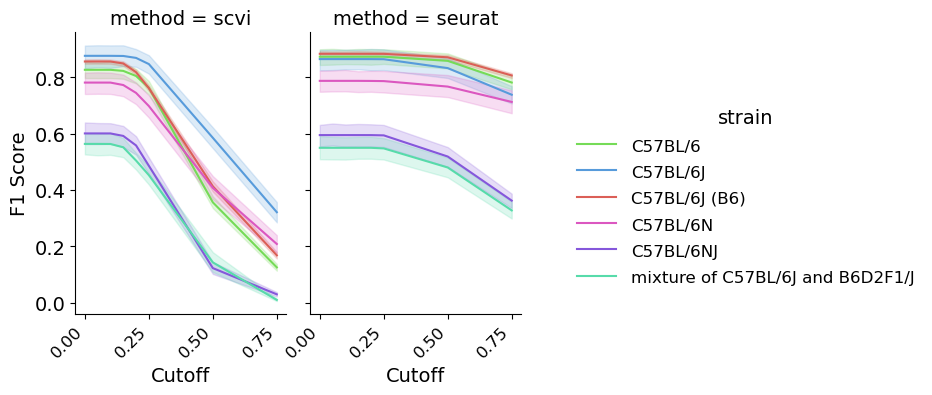 method = scvi
method = seurat
F1 Score
0.8
0.6
0.4
0.2
0.0
0.00
0.25
0.50
0.75
Cutoff
0.00
0.25
0.50
0.75
Cutoff
strain
C57BL/6
C57BL/6J
C57BL/6J (B6)
C57BL/6N
C57BL/6NJ
mixture of C57BL/6J and B6D2F1/J